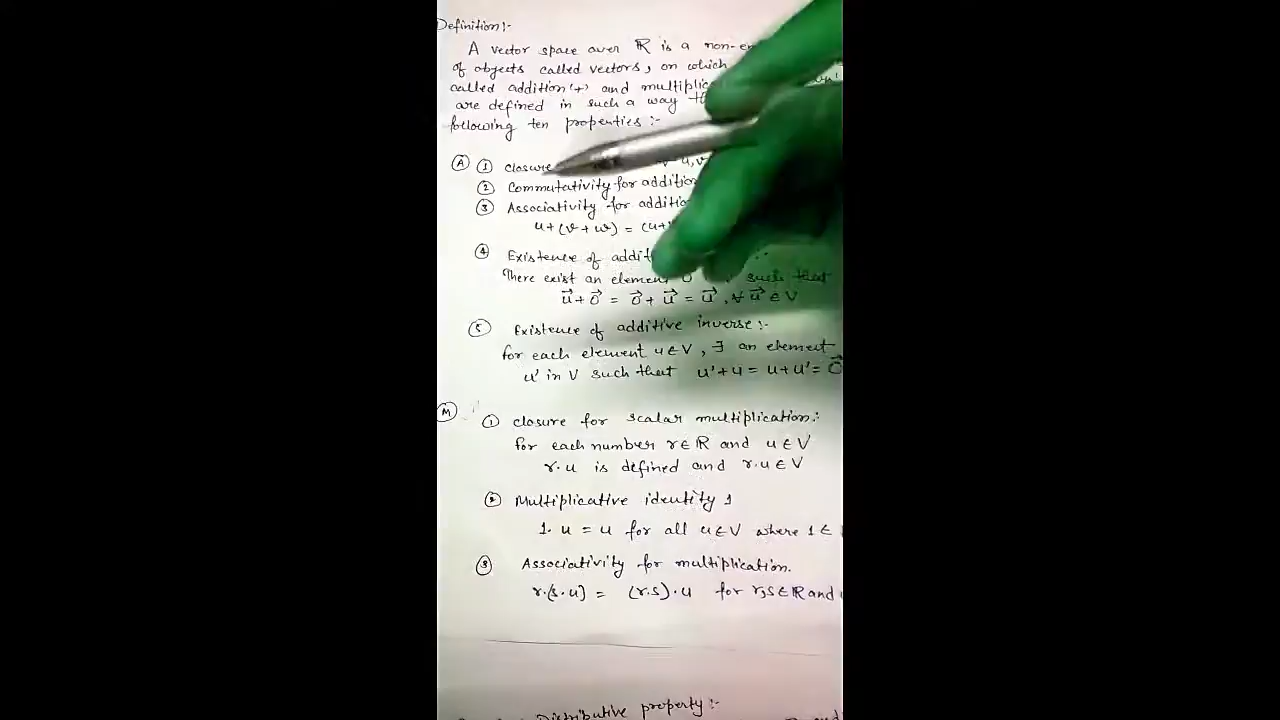 Definition:-
A vector space over ℝ is a non-
of objects called vectors, on which
called addition '+' and multiplic
are defined in such a way
following ten properties:-
(A) ① closure u, v
② Commutativity for addition
③ Associativity for addition
u+(v+w) = (u+
④ Existence of addit
There exist an element 0 such that
u⃗+0⃗ = 0⃗+u⃗ = u⃗, ∀ u⃗ ∈ V
⑤ Existence of additive inverse:-
for each element u∈V, ∃ an element
u' in V such that u'+u = u+u' = 0⃗
(M) ① closure for scalar multiplication:-
for each number r∈ℝ and u∈V
r.u is defined and r.u∈V
② Multiplicative identity 1
1. u = u for all u∈V where 1∈
③ Associativity for multiplication.
r.(s.u) = (r.s).u for r,s∈ℝ and
Distributive property:-